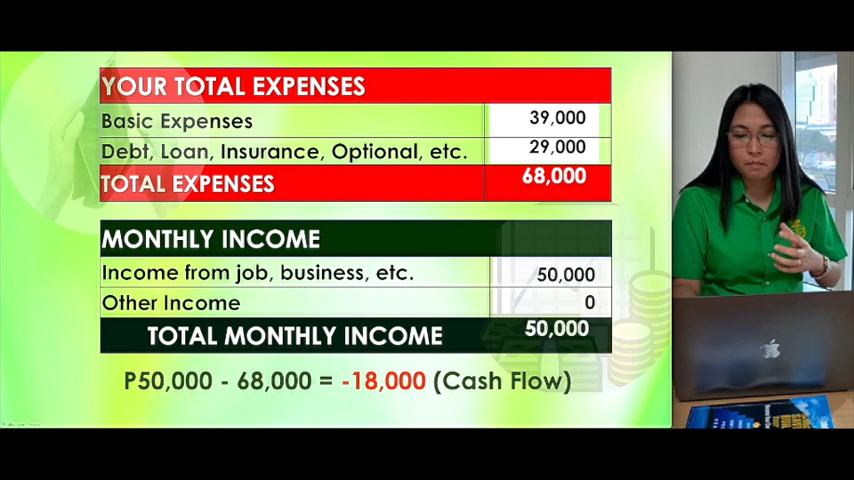 YOUR TOTAL EXPENSES
Basic Expenses 39,000
Debt, Loan, Insurance, Optional, etc. 29,000
TOTAL EXPENSES 68,000
MONTHLY INCOME
Income from job, business, etc. 50,000
Other Income 0
TOTAL MONTHLY INCOME 50,000
P50,000 - 68,000 = -18,000 (Cash Flow)